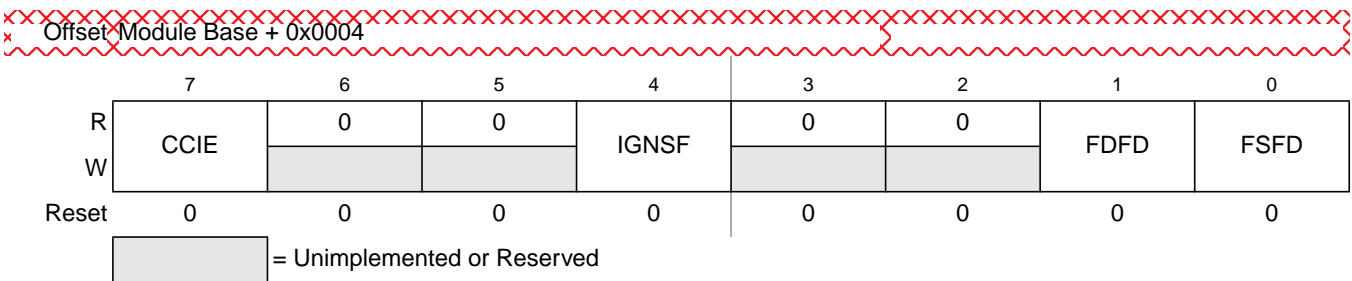 Offset Module Base + 0x0004
7 6 5 4 3 2 1 0
R CCIE 0 0 IGNSF 0 0 FDFD FSFD
W
Reset 0 0 0 0 0 0 0 0
= Unimplemented or Reserved